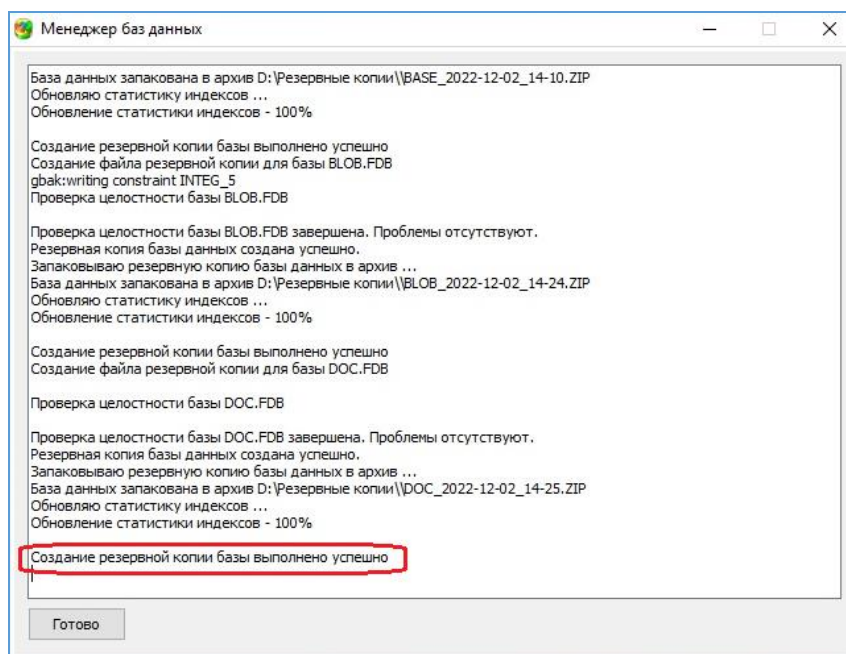 Менеджер баз данных
База данных запакована в архив D:\Резервные копии\\BASE_2022-12-02_14-10.ZIP
Обновляю статистику индексов ...
Обновление статистики индексов - 100%
Создание резервной копии базы выполнено успешно
Создание файла резервной копии для базы BLOB.FDB
gbak:writing constraint INTEG_5
Проверка целостности базы BLOB.FDB
Проверка целостности базы BLOB.FDB завершена. Проблемы отсутствуют.
Резервная копия базы данных создана успешно.
Запаковываю резервную копию базы данных в архив ...
База данных запакована в архив D:\Резервные копии\\BLOB_2022-12-02_14-24.ZIP
Обновляю статистику индексов ...
Обновление статистики индексов - 100%
Создание резервной копии базы выполнено успешно
Создание файла резервной копии для базы DOC.FDB
Проверка целостности базы DOC.FDB
Проверка целостности базы DOC.FDB завершена. Проблемы отсутствуют.
Резервная копия базы данных создана успешно.
Запаковываю резервную копию базы данных в архив ...
База данных запакована в архив D:\Резервные копии\\DOC_2022-12-02_14-25.ZIP
Обновляю статистику индексов ...
Обновление статистики индексов - 100%
Создание резервной копии базы выполнено успешно
Готово